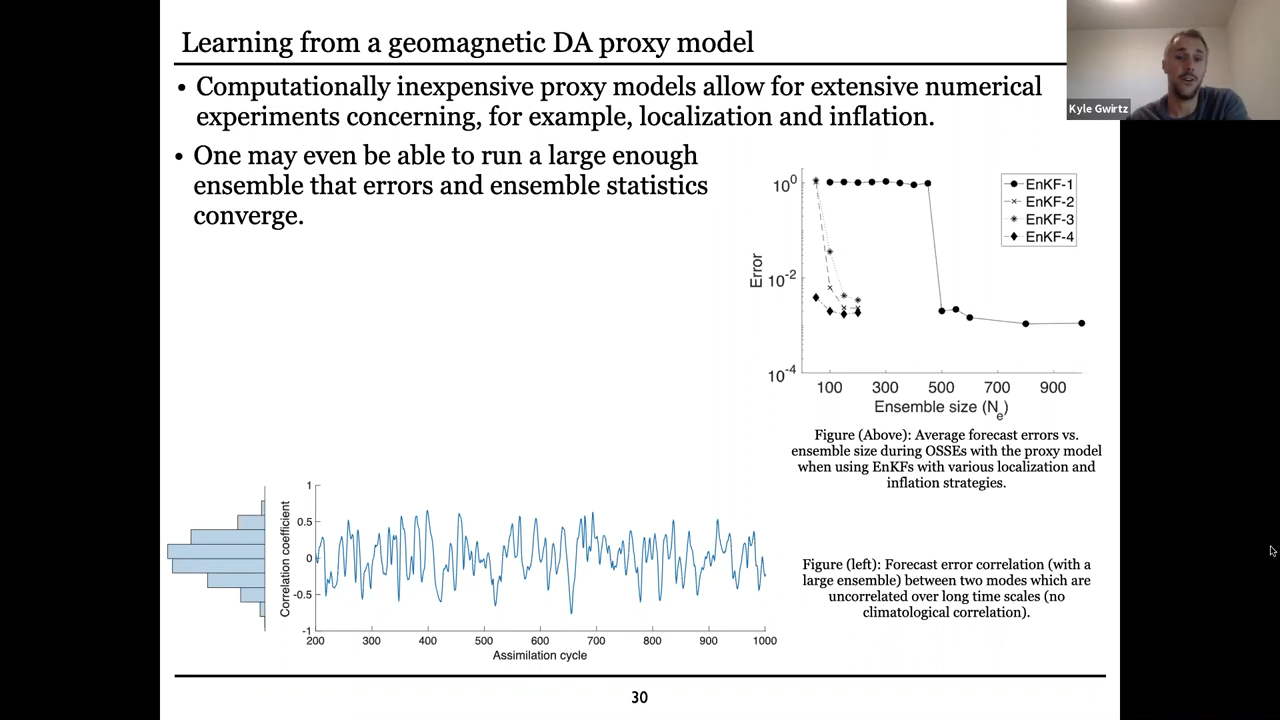 Learning from a geomagnetic DA proxy model
Kyle Gwirtz
• Computationally inexpensive proxy models allow for extensive numerical
experiments concerning, for example, localization and inflation.
• One may even be able to run a large enough
ensemble that errors and ensemble statistics
converge.
10^0
10^-2
10^-4
Error
100 300 500 700 900
Ensemble size (N_e)
EnKF-1
EnKF-2
EnKF-3
EnKF-4
Figure (Above): Average forecast errors vs.
ensemble size during OSSEs with the proxy model
when using EnKFs with various localization and
inflation strategies.
1
0.5
0
-0.5
-1
Correlation coefficient
200 300 400 500 600 700 800 900 1000
Assimilation cycle
Figure (left): Forecast error correlation (with a
large ensemble) between two modes which are
uncorrelated over long time scales (no
climatological correlation).
30